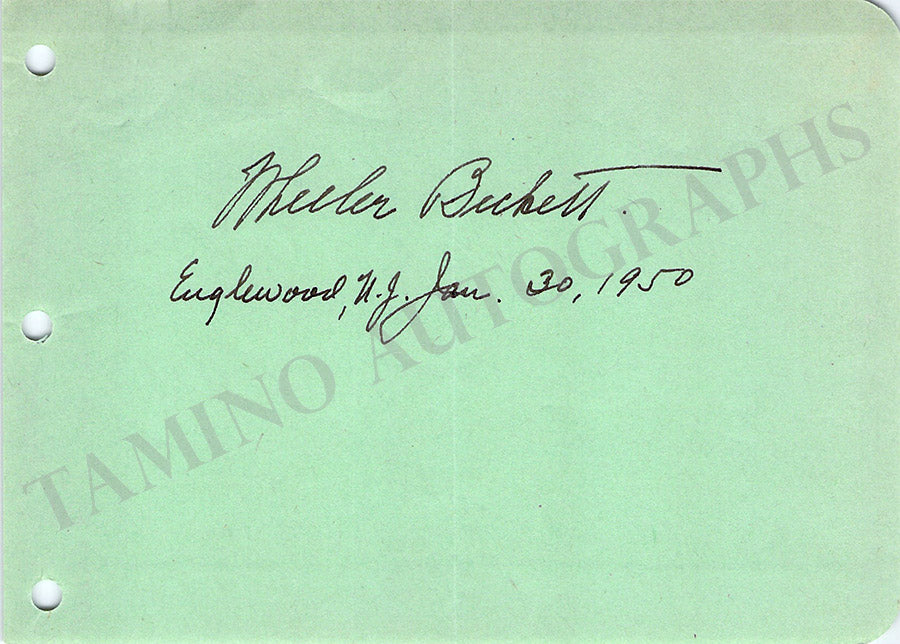 Wheeler Beckett.
Englewood, N.J. Jan. 30, 1950
TAMINO AUTOGRAPHS